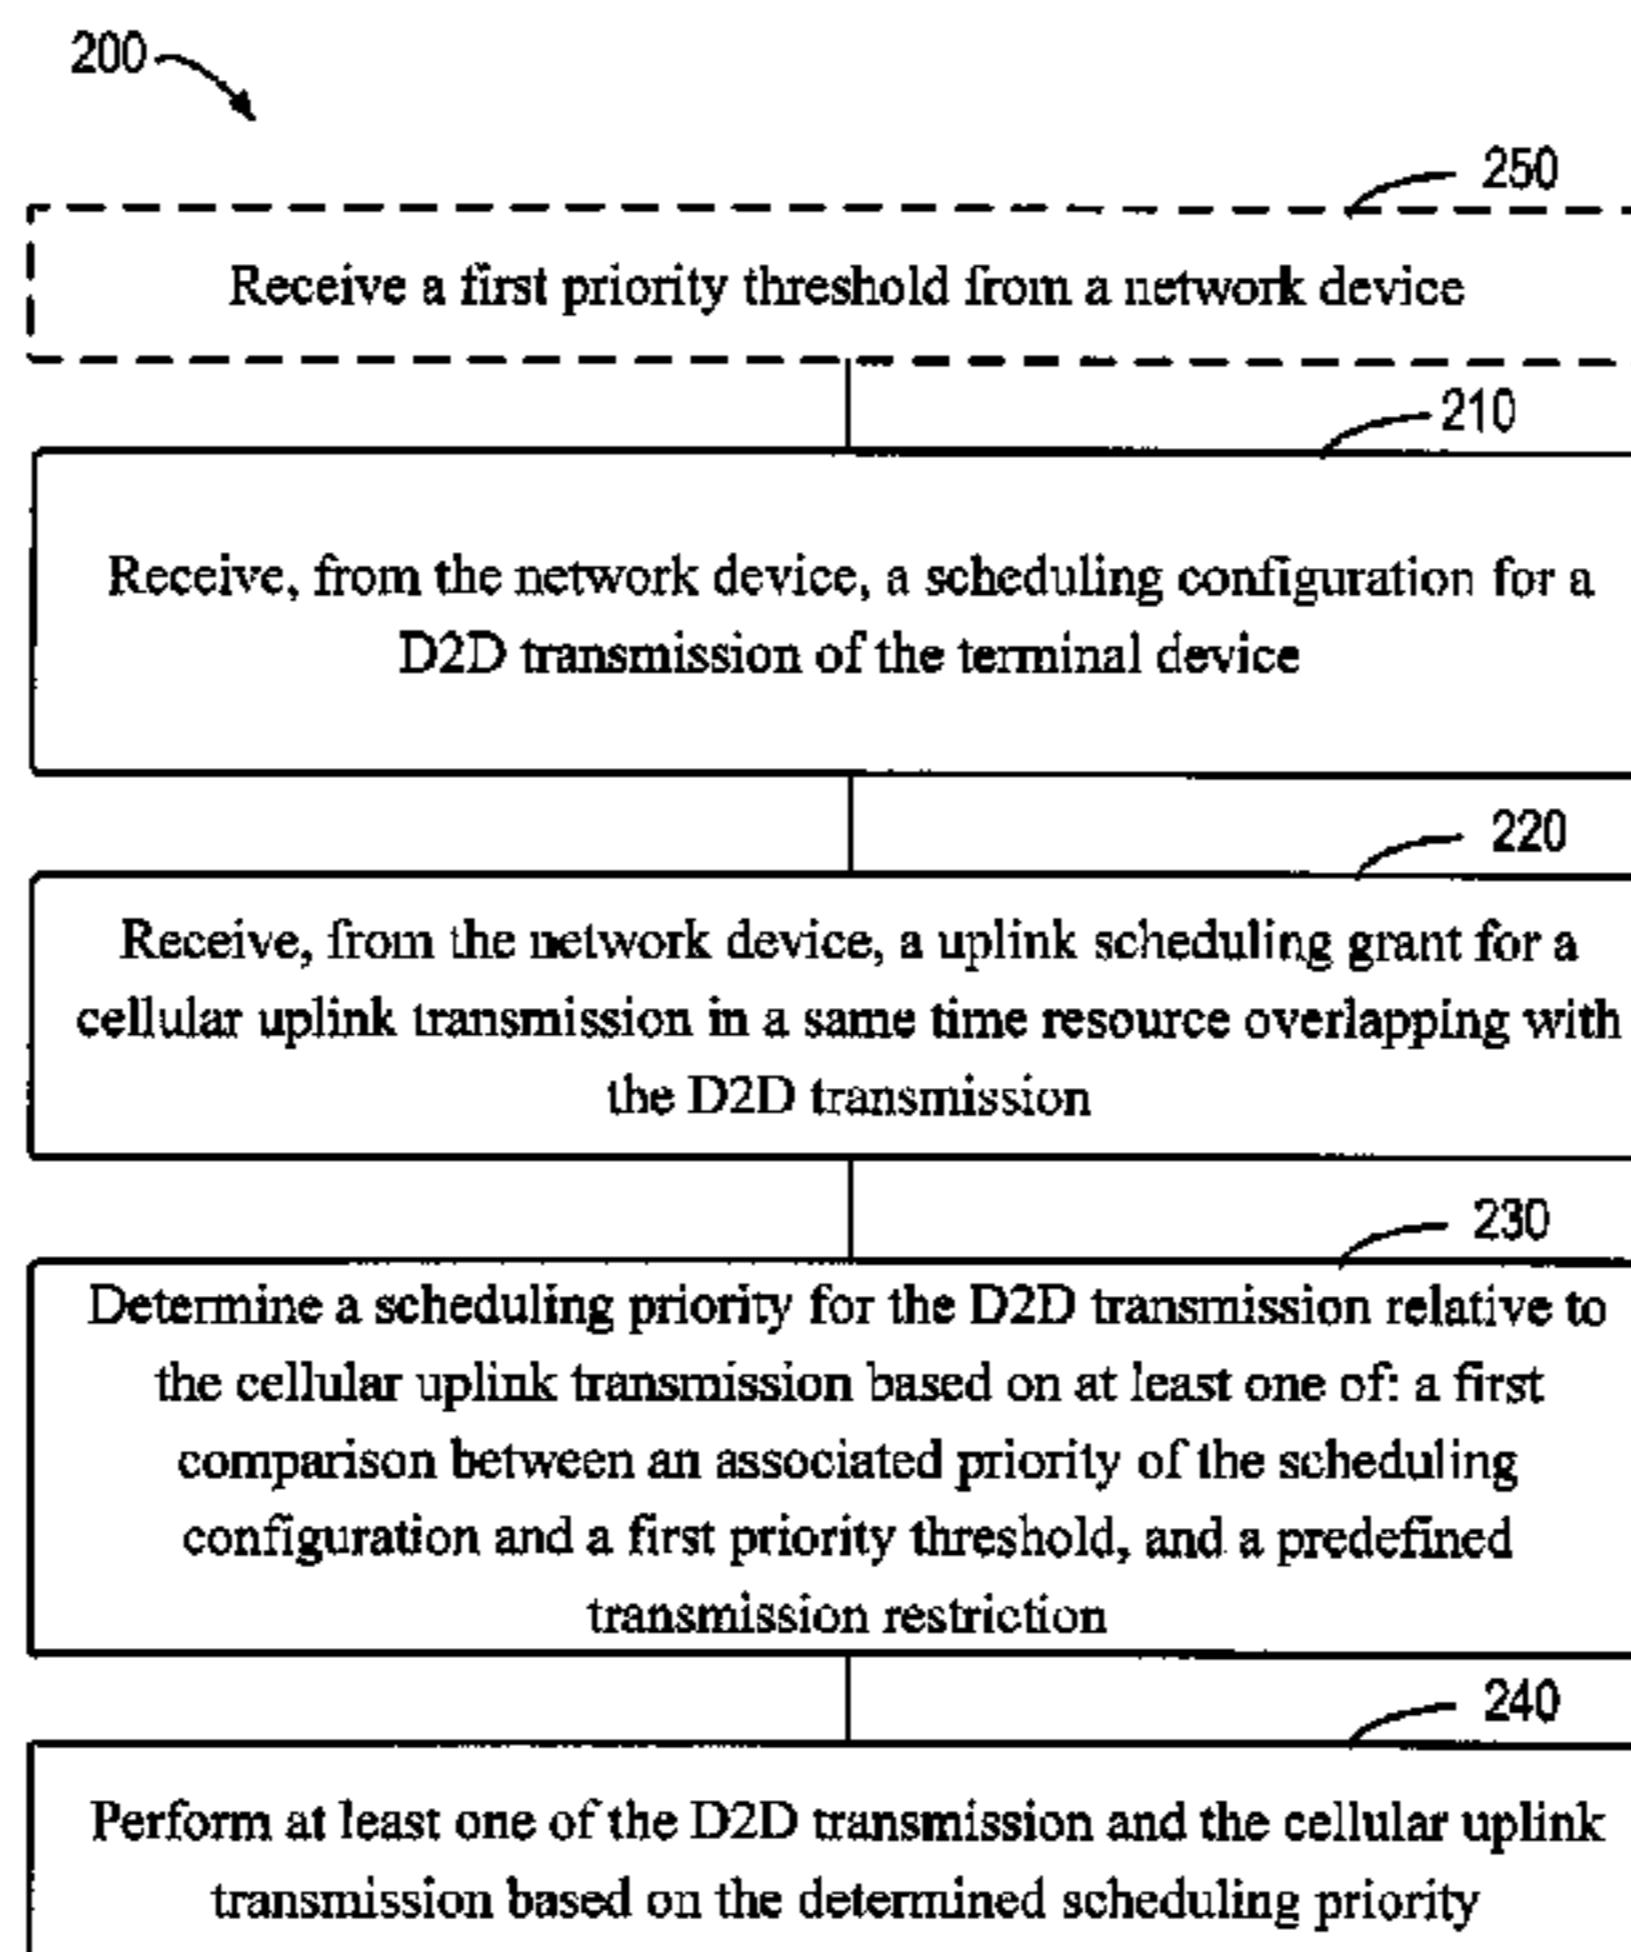 200
250
Receive a first priority threshold from a network device
210
Receive, from the network device, a scheduling configuration for a
D2D transmission of the terminal device
220
Receive, from the network device, a uplink scheduling grant for a
cellular uplink transmission in a same time resource overlapping with
the D2D transmission
230
Determine a scheduling priority for the D2D transmission relative to
the cellular uplink transmission based on at least one of: a first
comparison between an associated priority of the scheduling
configuration and a first priority threshold, and a predefined
transmission restriction
240
Perform at least one of the D2D transmission and the cellular uplink
transmission based on the determined scheduling priority